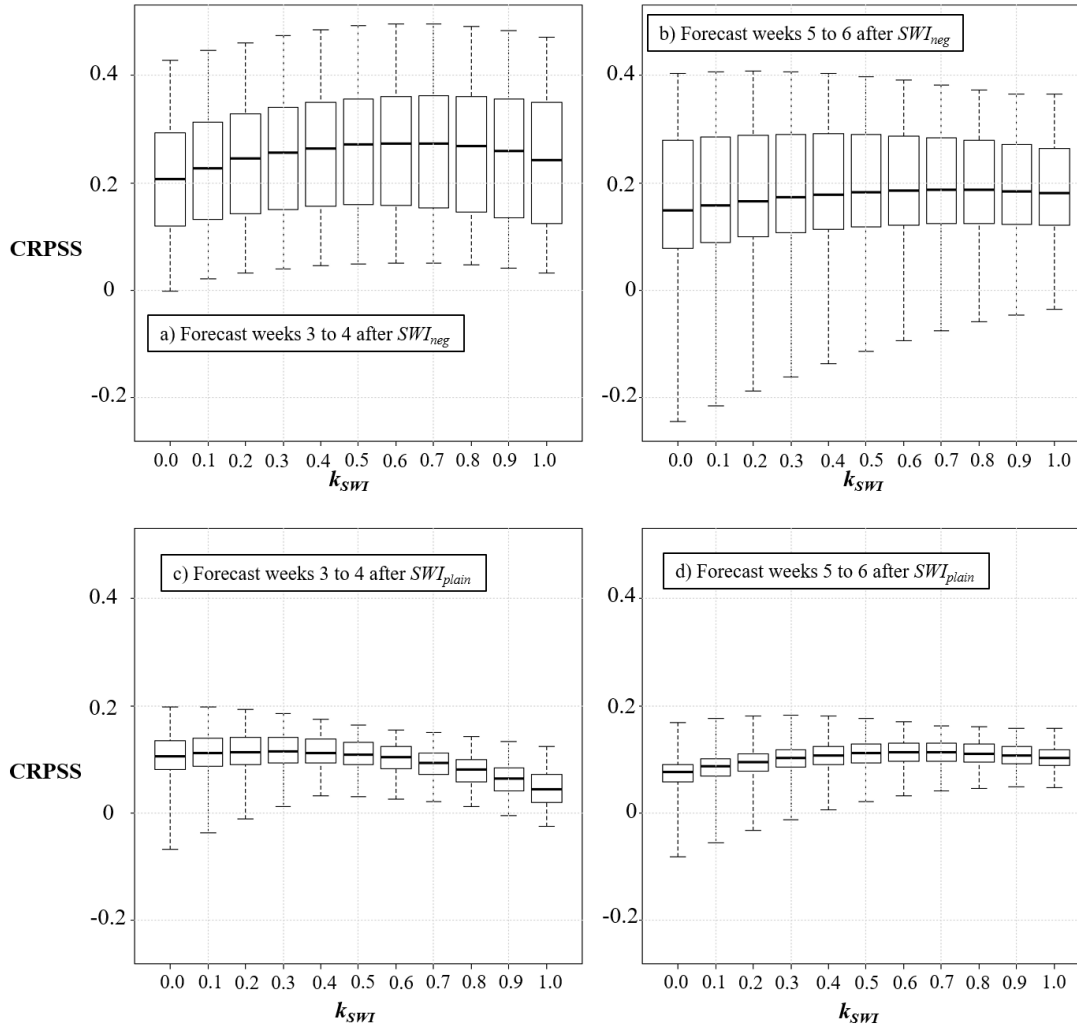 0.4
0.2
CRPSS
0
-0.2
a) Forecast weeks 3 to 4 after SWIneg
0.0 0.1 0.2 0.3 0.4 0.5 0.6 0.7 0.8 0.9 1.0
kSWI
b) Forecast weeks 5 to 6 after SWIneg
0.4
0.2
0
-0.2
0.0 0.1 0.2 0.3 0.4 0.5 0.6 0.7 0.8 0.9 1.0
kSWI
c) Forecast weeks 3 to 4 after SWIplain
0.4
0.2
CRPSS
0
-0.2
0.0 0.1 0.2 0.3 0.4 0.5 0.6 0.7 0.8 0.9 1.0
kSWI
d) Forecast weeks 5 to 6 after SWIplain
0.4
0.2
0
-0.2
0.0 0.1 0.2 0.3 0.4 0.5 0.6 0.7 0.8 0.9 1.0
kSWI